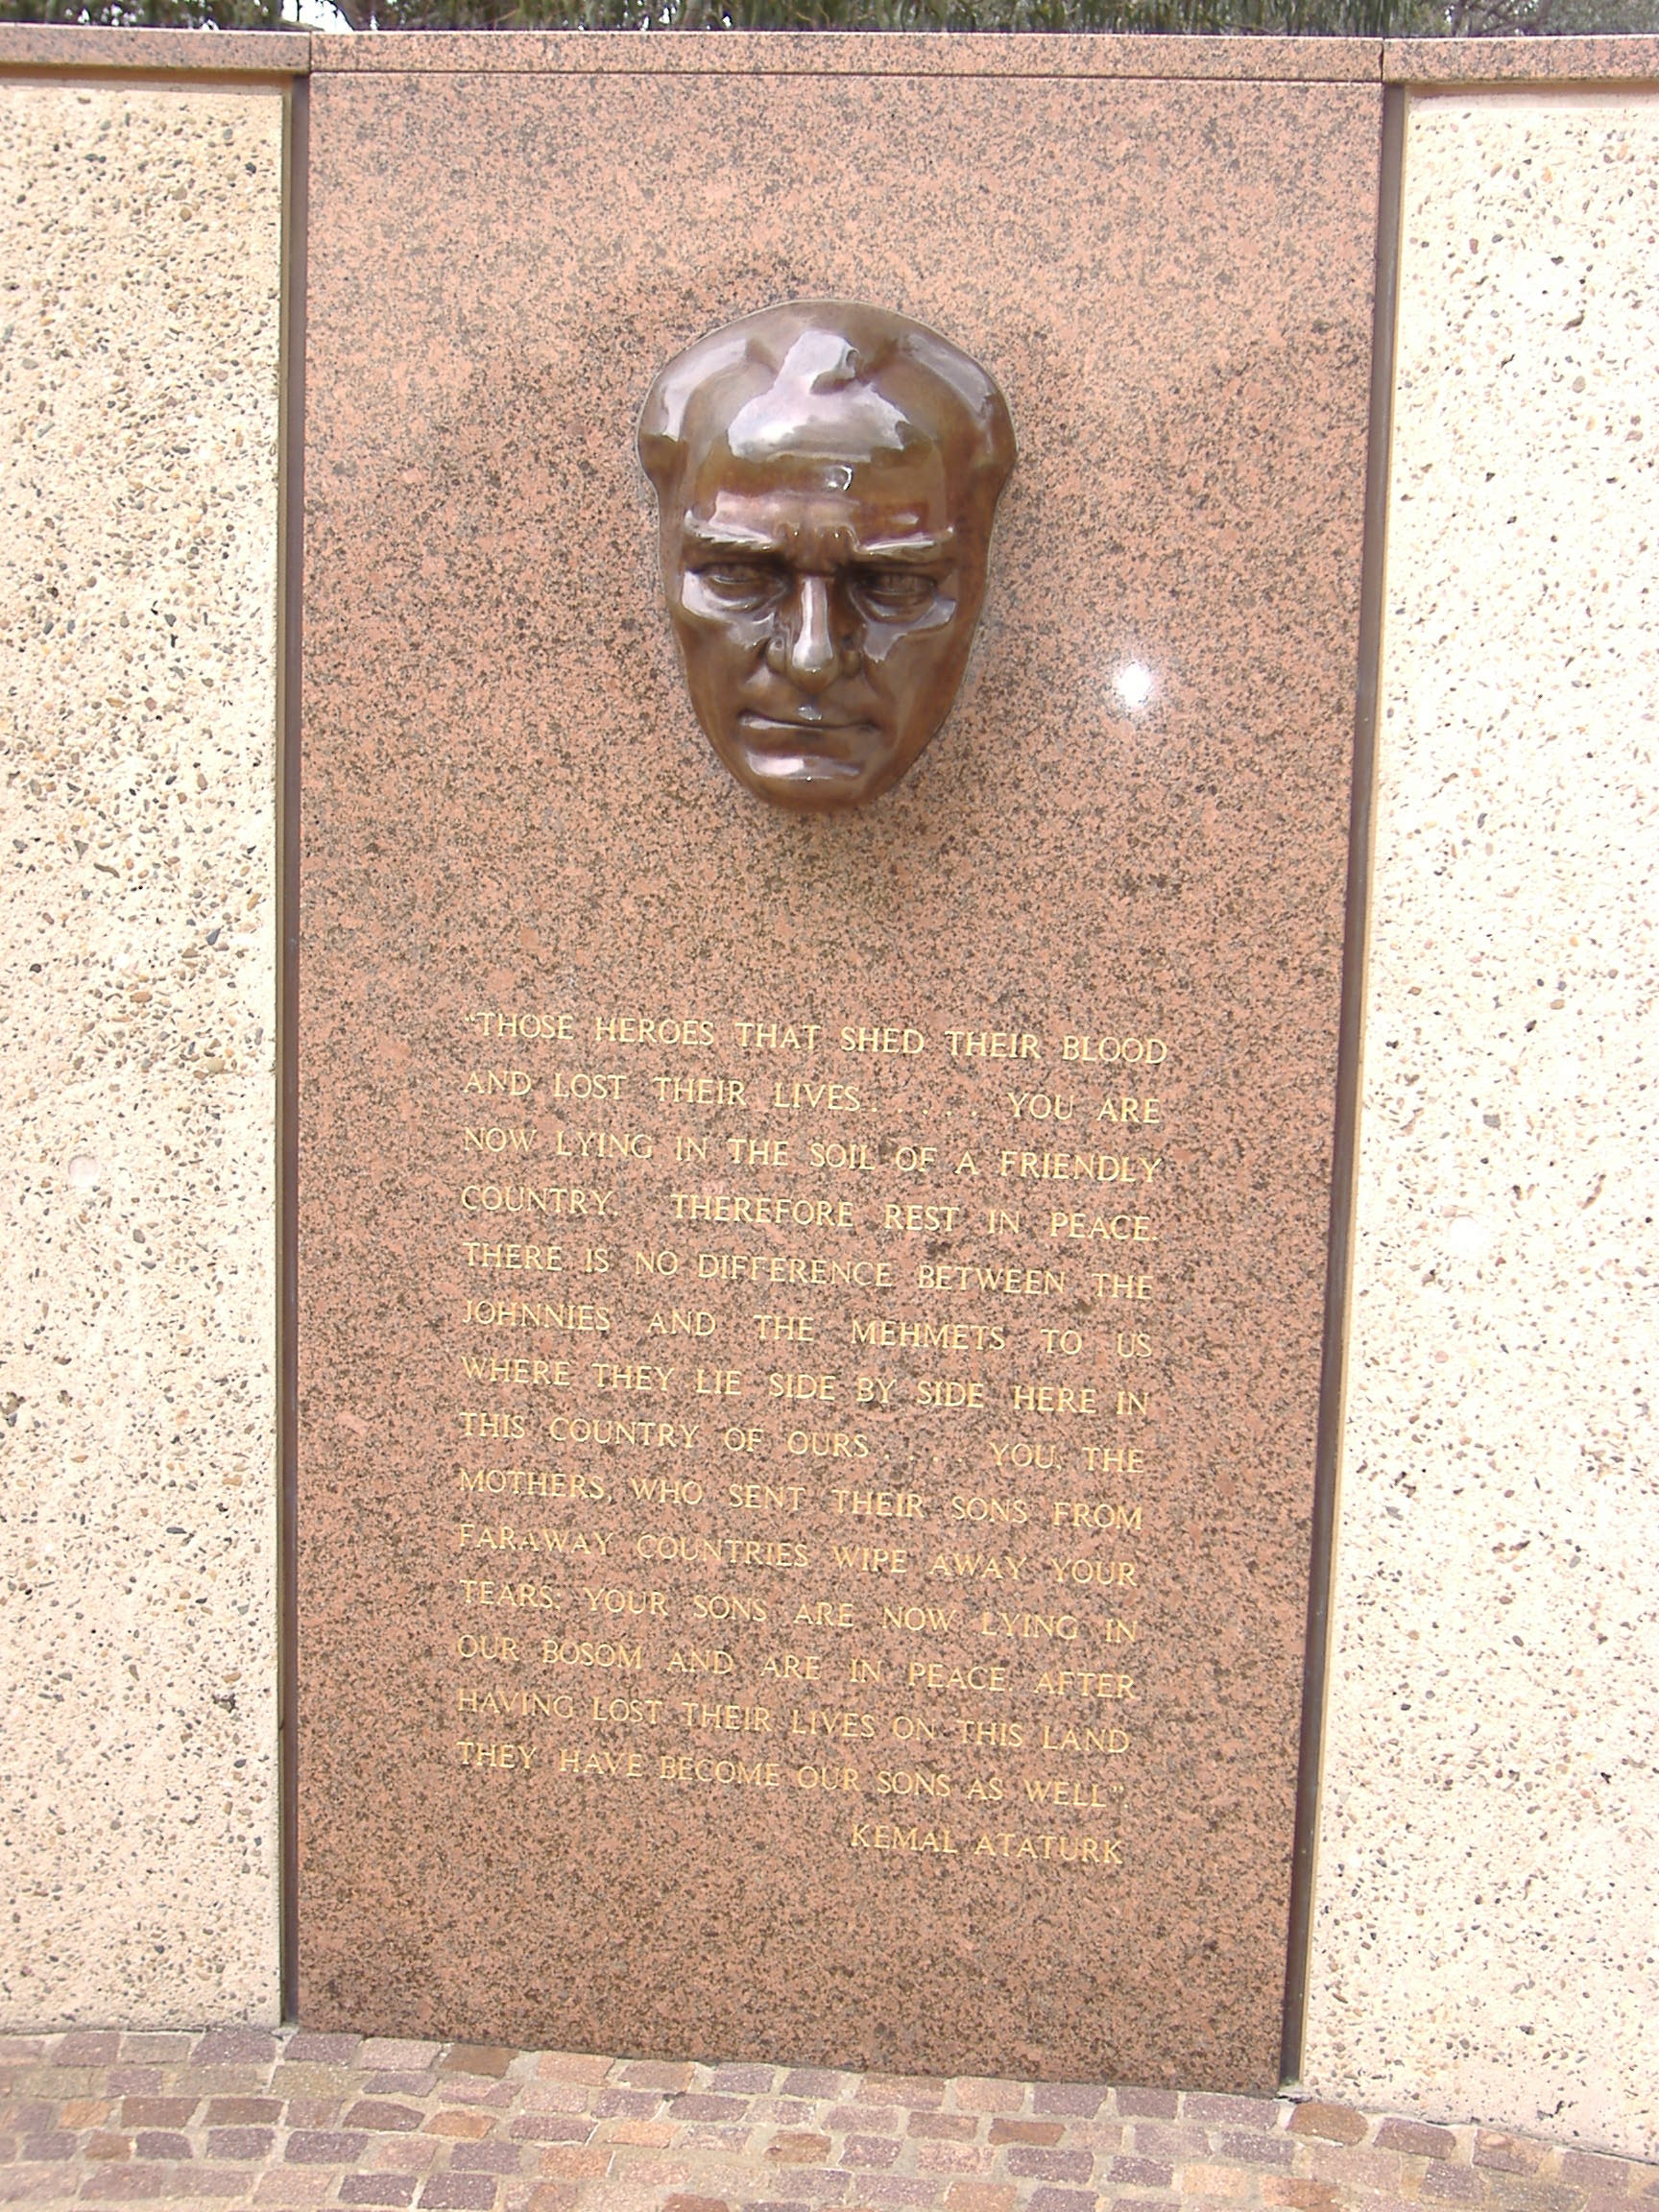 “THOSE HEROES THAT SHED THEIR BLOOD
AND LOST THEIR LIVES . . . . . YOU ARE
NOW LYING IN THE SOIL OF A FRIENDLY
COUNTRY. THEREFORE REST IN PEACE.
THERE IS NO DIFFERENCE BETWEEN THE
JOHNNIES AND THE MEHMETS TO US
WHERE THEY LIE SIDE BY SIDE HERE IN
THIS COUNTRY OF OURS . . . . YOU, THE
MOTHERS, WHO SENT THEIR SONS FROM
FARAWAY COUNTRIES WIPE AWAY YOUR
TEARS; YOUR SONS ARE NOW LYING IN
OUR BOSOM AND ARE IN PEACE. AFTER
HAVING LOST THEIR LIVES ON THIS LAND
THEY HAVE BECOME OUR SONS AS WELL”.
KEMAL ATATURK